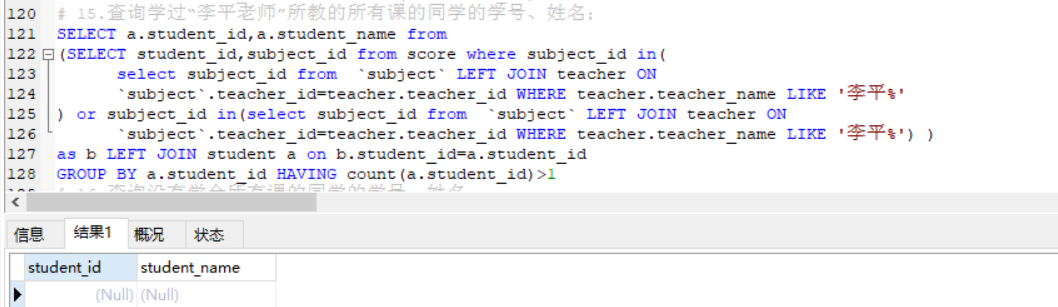 120 # 15.查询学过“李平老师”所教的所有课的同学的学号、姓名;
121 SELECT a.student_id,a.student_name from
122 (SELECT student_id,subject_id from score where subject_id in(
123 select subject_id from `subject` LEFT JOIN teacher ON
124 `subject`.teacher_id=teacher.teacher_id WHERE teacher.teacher_name LIKE '李平%'
125 ) or subject_id in(select subject_id from `subject` LEFT JOIN teacher ON
126 `subject`.teacher_id=teacher.teacher_id WHERE teacher.teacher_name LIKE '李平%') )
127 as b LEFT JOIN student a on b.student_id=a.student_id
128 GROUP BY a.student_id HAVING count(a.student_id)>1
信息 结果1 概况 状态
student_id student_name
(Null) (Null)